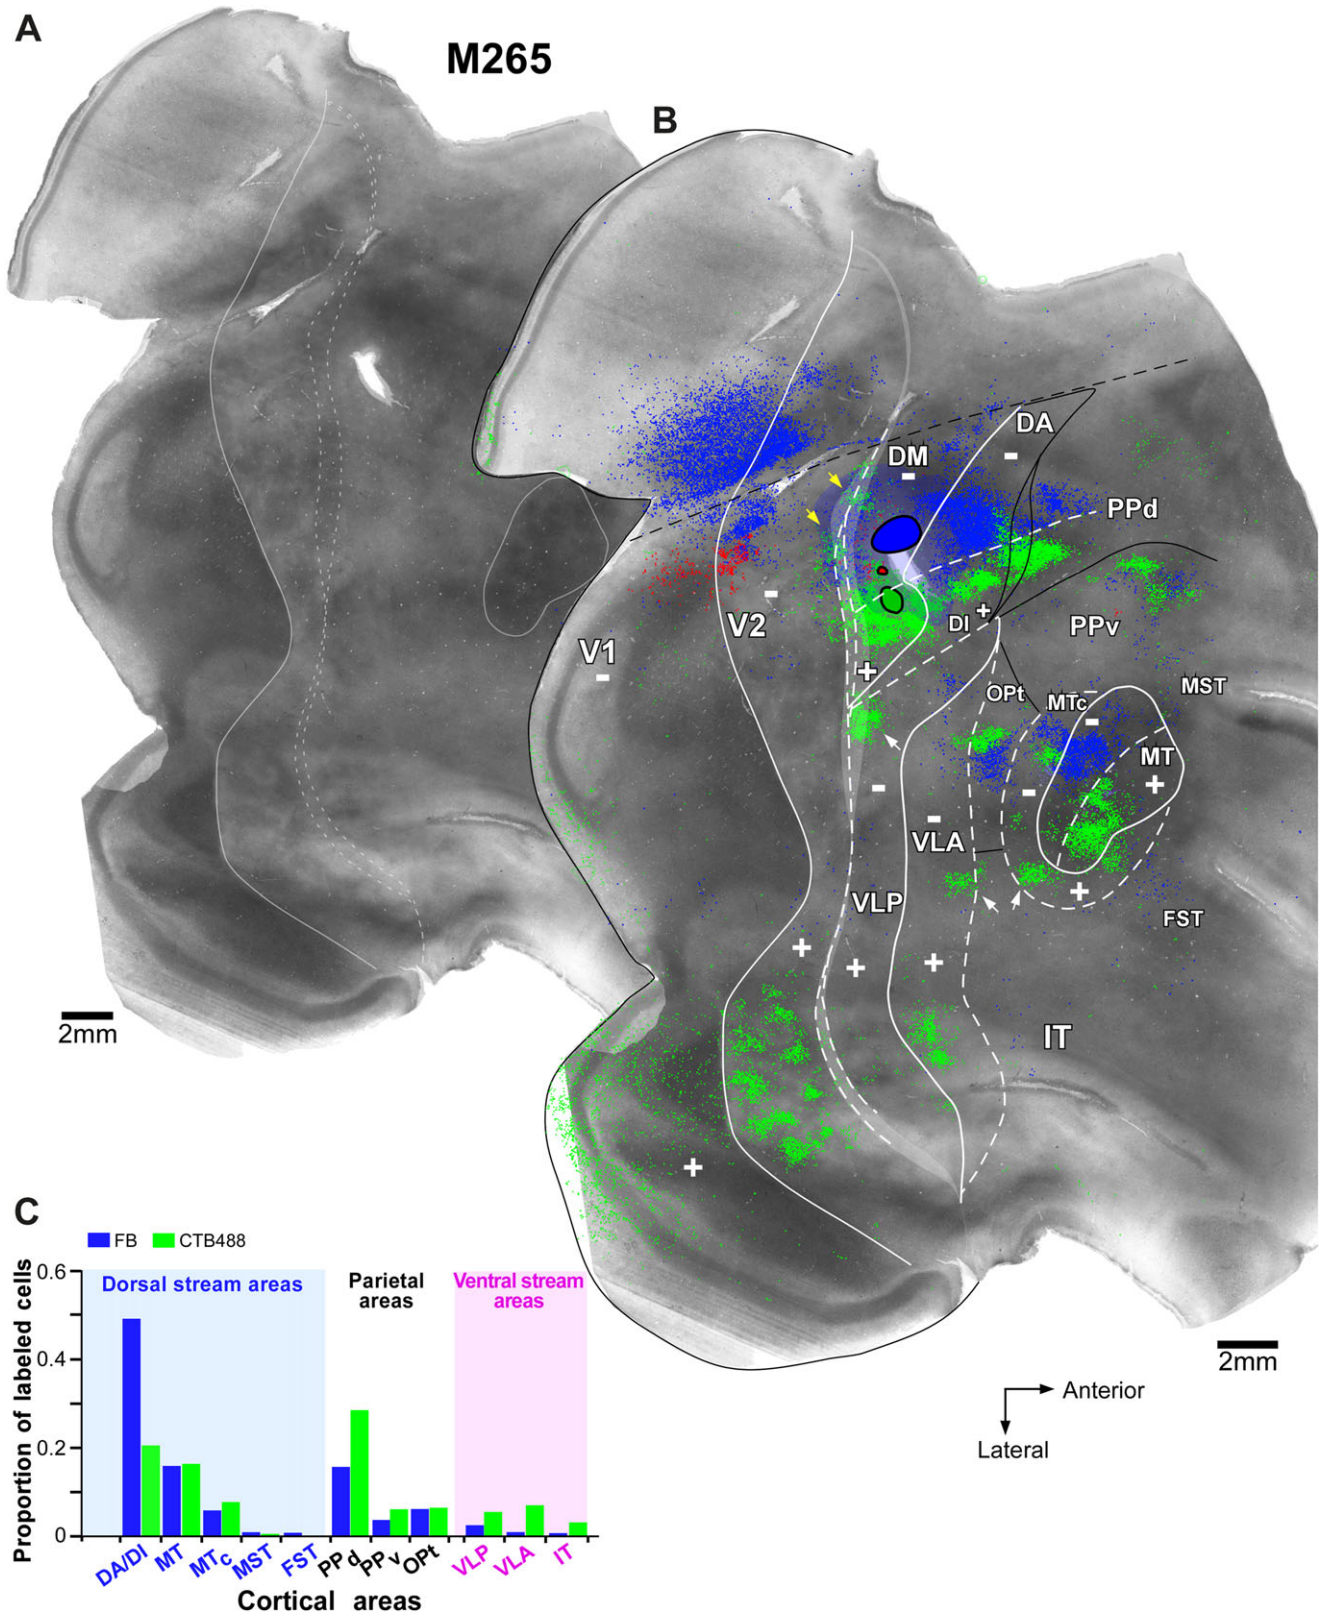 A
M265
B
DA
-
DM
-
PPd
-
V2
DI +
PPv
V1
-
+
OPt
MTc
-
MST
MT
+
-
-
-
VLA
VLP
+
FST
+
+
+
IT
+
2mm
2mm
Anterior
Lateral
C
FB
CTB488
Dorsal stream areas
Parietal
areas
Ventral stream
areas
Proportion of labeled cells
0.6
0.4
0.2
0
DA/DI
MT
MTc
MST
FST
PPd
PPv
OPt
VLP
VLA
IT
Cortical areas